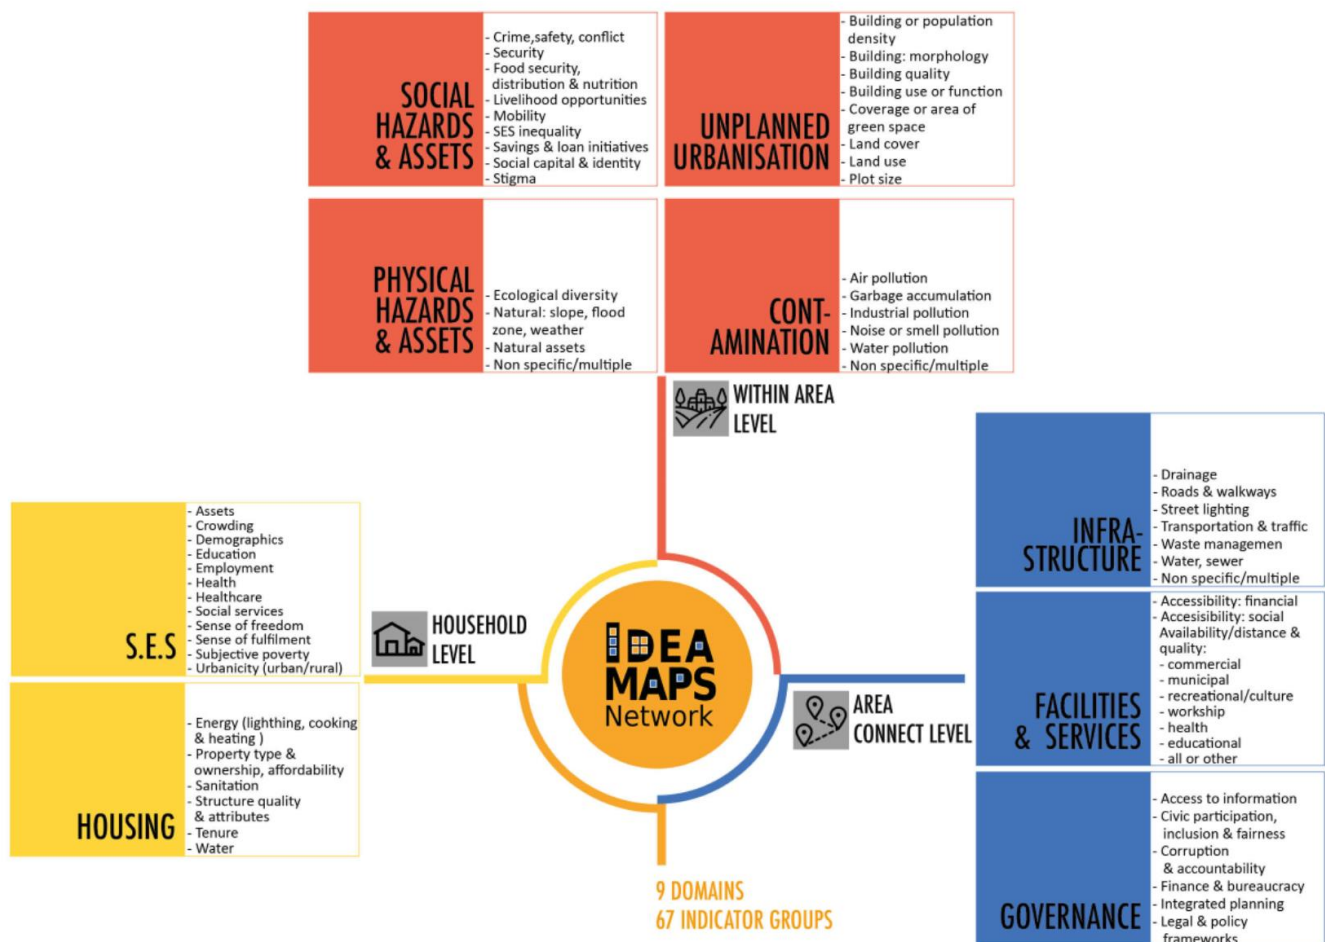 SOCIAL
HAZARDS
& ASSETS
- Crime,safety, conflict
- Security
- Food security,
distribution & nutrition
- Livelihood opportunities
- Mobility
- SES inequality
- Savings & loan initiatives
- Social capital & identity
- Stigma
UNPLANNED
URBANISATION
- Building or population
density
- Building: morphology
- Building quality
- Building use or function
- Coverage or area of
green space
- Land cover
- Land use
- Plot size
PHYSICAL
HAZARDS
& ASSETS
- Ecological diversity
- Natural: slope, flood
zone, weather
- Natural assets
- Non specific/multiple
CONT-
AMINATION
- Air pollution
- Garbage accumulation
- Industrial pollution
- Noise or smell pollution
- Water pollution
- Non specific/multiple
WITHIN AREA
LEVEL
S.E.S
- Assets
- Crowding
- Demographics
- Education
- Employment
- Health
- Healthcare
- Social services
- Sense of freedom
- Sense of fulfilment
- Subjective poverty
- Urbanicity (urban/rural)
HOUSING
- Energy (lighthing, cooking
& heating )
- Property type &
ownership, affordability
- Sanitation
- Structure quality
& attributes
- Tenure
- Water
HOUSEHOLD
LEVEL
IDEA
MAPS
Network
AREA
CONNECT LEVEL
INFRA-
STRUCTURE
- Drainage
- Roads & walkways
- Street lighting
- Transportation & traffic
- Waste managemen
- Water, sewer
- Non specific/multiple
FACILITIES
& SERVICES
- Accessibility: financial
- Accesibility: social
Availability/distance &
quality:
- commercial
- municipal
- recreational/culture
- workship
- health
- educational
- all or other
GOVERNANCE
- Access to information
- Civic participation,
inclusion & fairness
- Corruption
& accountability
- Finance & bureaucracy
- Integrated planning
- Legal & policy
frameworks
9 DOMAINS
67 INDICATOR GROUPS